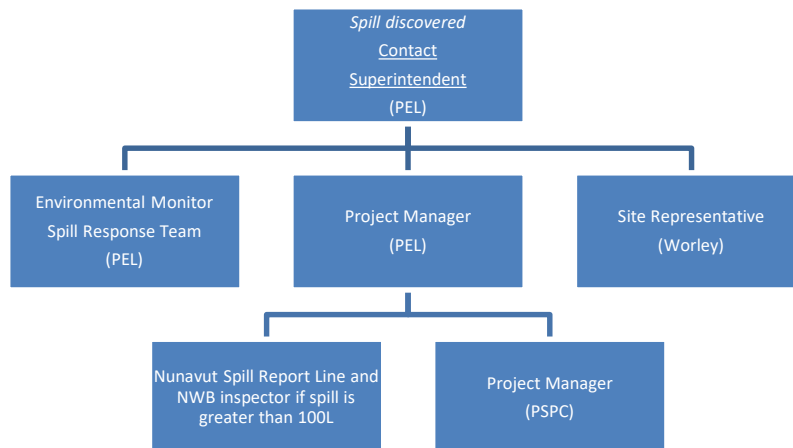 Spill discovered
Contact
Superintendent
(PEL)
Environmental Monitor
Spill Response Team
(PEL)
Project Manager
(PEL)
Site Representative
(Worley)
Nunavut Spill Report Line and
NWB inspector if spill is
greater than 100L
Project Manager
(PSPC)